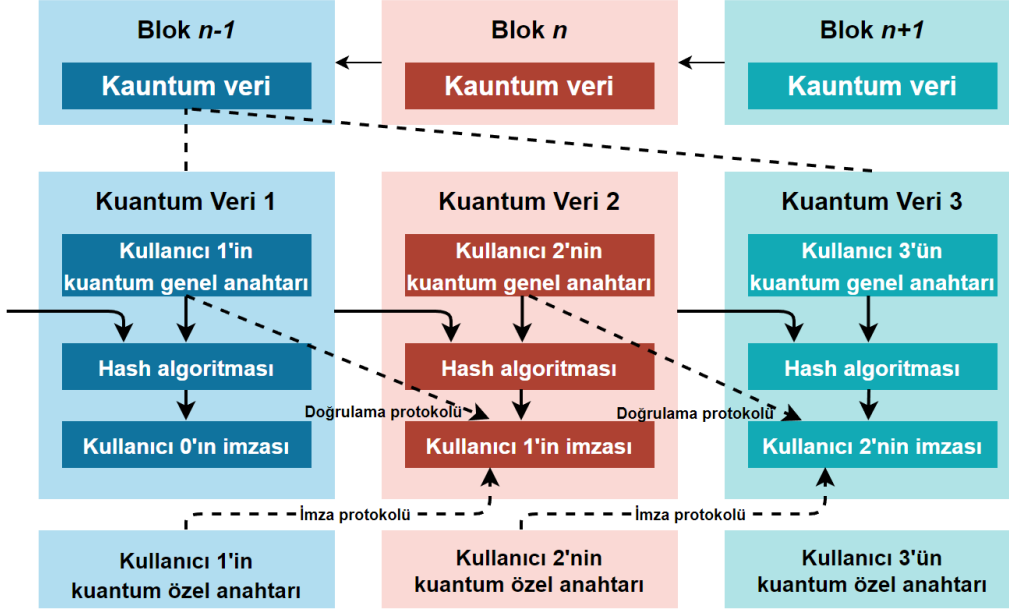 Blok n-1
Blok n
Blok n+1
Kauntum veri
Kauntum veri
Kauntum veri
Kuantum Veri 1
Kuantum Veri 2
Kuantum Veri 3
Kullanıcı 1'in
kuantum genel anahtarı
Kullanıcı 2'nin
kuantum genel anahtarı
Kullanıcı 3'ün
kuantum genel anahtarı
Hash algoritması
Hash algoritması
Hash algoritması
Doğrulama protokolü
Doğrulama protokolü
Kullanıcı 0'ın imzası
Kullanıcı 1'in imzası
Kullanıcı 2'nin imzası
İmza protokolü
İmza protokolü
Kullanıcı 1'in
kuantum özel anahtarı
Kullanıcı 2'nin
kuantum özel anahtarı
Kullanıcı 3'ün
kuantum özel anahtarı